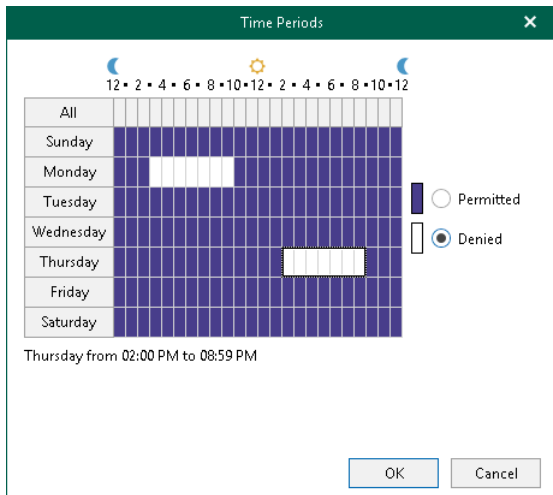 Time Periods
12 • 2 • 4 • 6 • 8 • 10 • 12 • 2 • 4 • 6 • 8 • 10 • 12
All
Sunday
Monday
Tuesday
Wednesday
Thursday
Friday
Saturday
Permitted
Denied
Thursday from 02:00 PM to 08:59 PM
OK Cancel